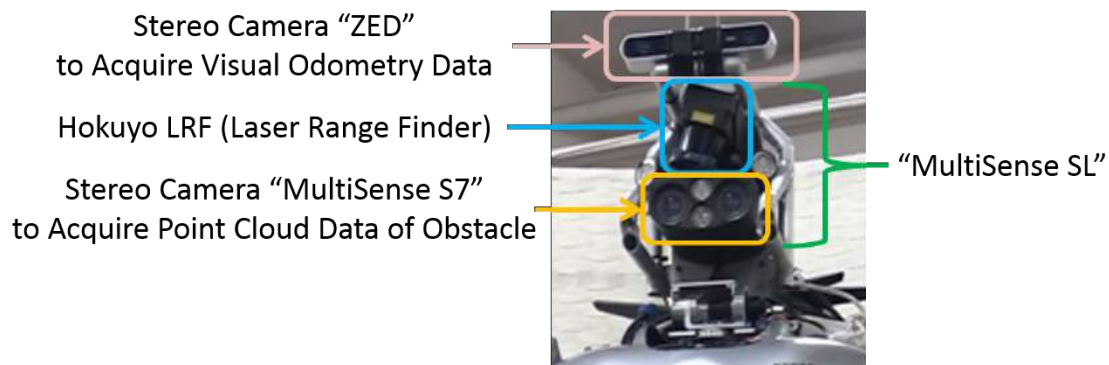 Stereo Camera “ZED”
to Acquire Visual Odometry Data
Hokuyo LRF (Laser Range Finder)
Stereo Camera “MultiSense S7”
to Acquire Point Cloud Data of Obstacle
“MultiSense SL”